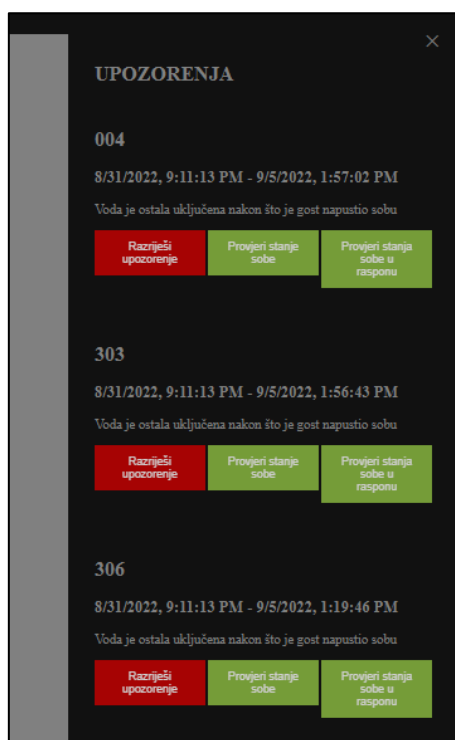 ×
UPOZORENJA
004
8/31/2022, 9:11:13 PM - 9/5/2022, 1:57:02 PM
Voda je ostala uključena nakon što je gost napustio sobu
Razriješi
upozorenje
Provjeri stanje
sobe
Provjeri stanja
sobe u
rasponu
303
8/31/2022, 9:11:13 PM - 9/5/2022, 1:56:43 PM
Voda je ostala uključena nakon što je gost napustio sobu
Razriješi
upozorenje
Provjeri stanje
sobe
Provjeri stanja
sobe u
rasponu
306
8/31/2022, 9:11:13 PM - 9/5/2022, 1:19:46 PM
Voda je ostala uključena nakon što je gost napustio sobu
Razriješi
upozorenje
Provjeri stanje
sobe
Provjeri stanja
sobe u
rasponu